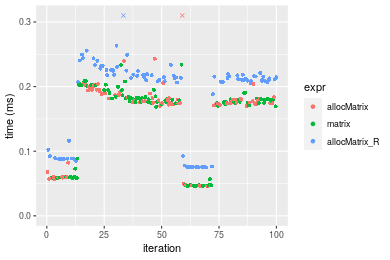 0.3
0.2
0.1
0.0
time (ms)
0
25
50
75
100
iteration
expr
allocMatrix
matrix
allocMatrix_R